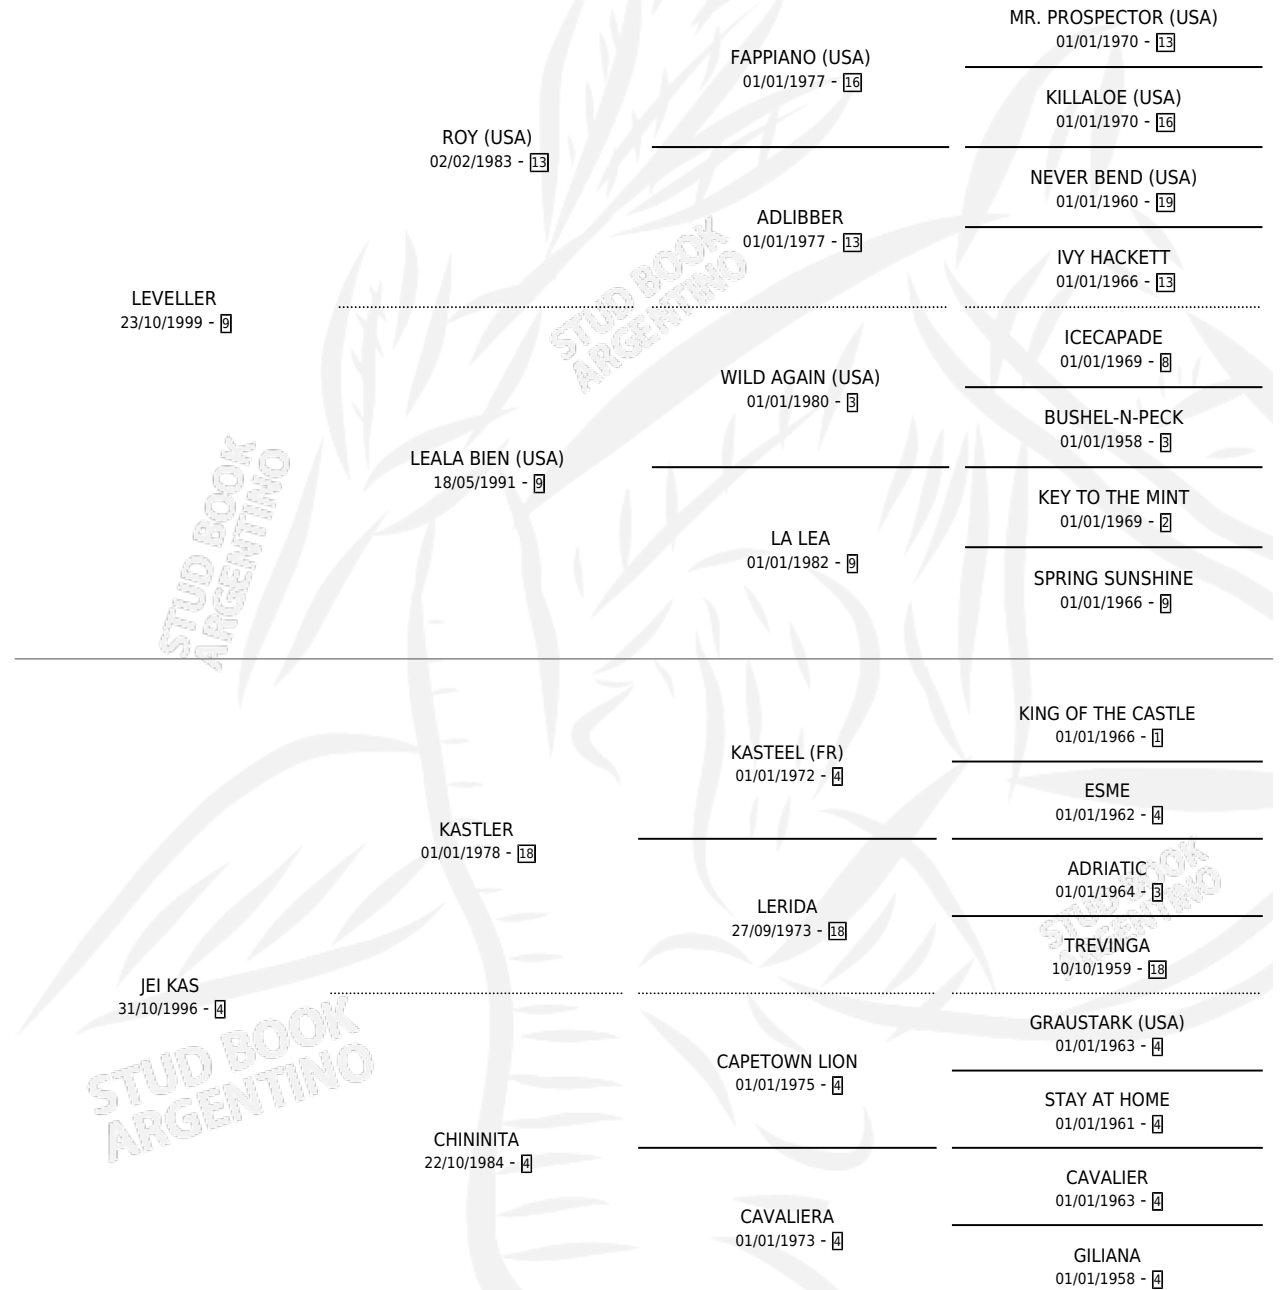 MR. PROSPECTOR (USA)
01/01/1970 - 13
FAPPIANO (USA)
01/01/1977 - 16
KILLALOE (USA)
01/01/1970 - 16
ROY (USA)
02/02/1983 - 13
NEVER BEND (USA)
01/01/1960 - 19
ADLIBBER
01/01/1977 - 13
IVY HACKETT
01/01/1966 - 13
LEVELLER
23/10/1999 - 9
STUD BOOK
ARGENTINO
ICECAPADE
01/01/1969 - 8
WILD AGAIN (USA)
01/01/1980 - 3
BUSHEL-N-PECK
01/01/1958 - 3
LEALA BIEN (USA)
18/05/1991 - 9
KEY TO THE MINT
01/01/1969 - 2
LA LEA
01/01/1982 - 9
SPRING SUNSHINE
01/01/1966 - 9
STUD BOOK
ARGENTINO
KING OF THE CASTLE
01/01/1966 - 1
KASTEEL (FR)
01/01/1972 - 4
ESME
01/01/1962 - 4
KASTLER
01/01/1978 - 18
ADRIATIC
01/01/1964 - 3
LERIDA
27/09/1973 - 18
STUD BOOK
ARGENTINO
TREVINGA
10/10/1959 - 18
JEI KAS
31/10/1996 - 4
STUD BOOK
ARGENTINO
GRAUSTARK (USA)
01/01/1963 - 4
CAPETOWN LION
01/01/1975 - 4
STAY AT HOME
01/01/1961 - 4
CHININITA
22/10/1984 - 4
CAVALIER
01/01/1963 - 4
CAVALIERA
01/01/1973 - 4
GILIANA
01/01/1958 - 4